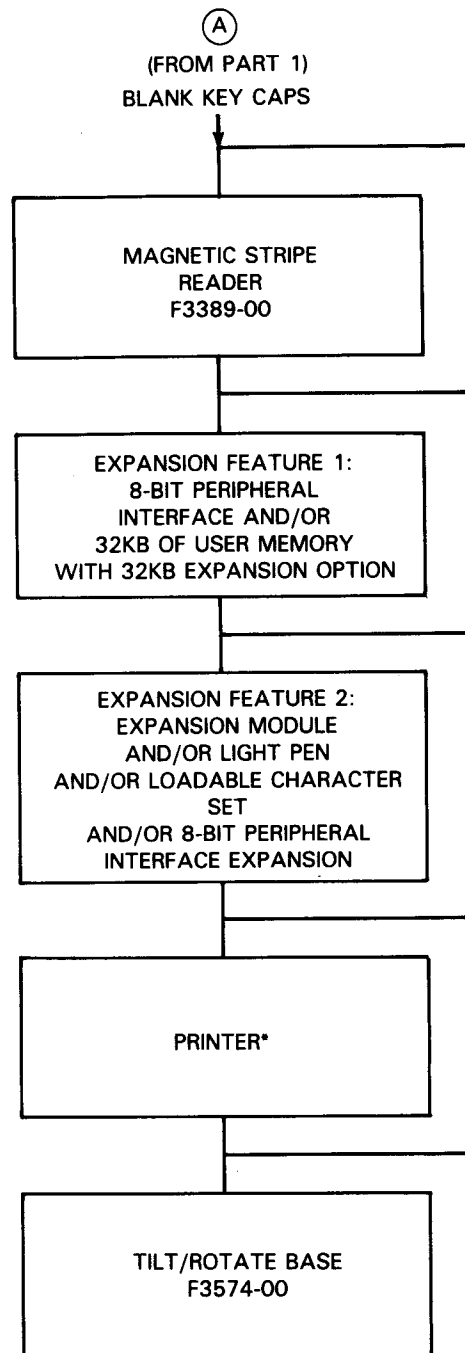 A
(FROM PART 1)
BLANK KEY CAPS
MAGNETIC STRIPE
READER
F3389-00
EXPANSION FEATURE 1:
8-BIT PERIPHERAL
INTERFACE AND/OR
32KB OF USER MEMORY
WITH 32KB EXPANSION OPTION
EXPANSION FEATURE 2:
EXPANSION MODULE
AND/OR LIGHT PEN
AND/OR LOADABLE CHARACTER
SET
AND/OR 8-BIT PERIPHERAL
INTERFACE EXPANSION
PRINTER*
TILT/ROTATE BASE
F3574-00